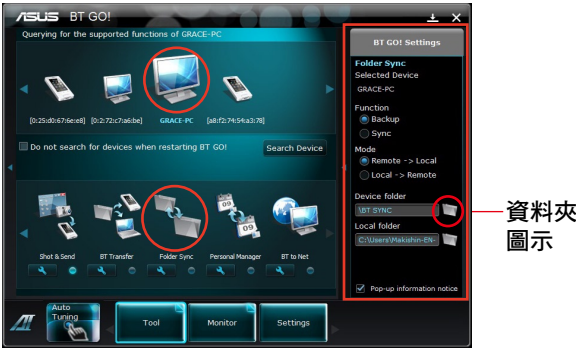 ASUS BT GO!
Querying for the supported functions of GRACE-PC
[0:25:d0:67:6e:e8] [0:2:72:c7:a6:be] GRACE-PC [a8:f2:74:54:a3:78]
Do not search for devices when restarting BT GO!
Search Device
Shot & Send BT Transfer Folder Sync Personal Manager BT to Net
Auto Tuning
Tool
Monitor
Settings
BT GO! Settings
Folder Sync
Selected Device
GRACE-PC
Function
Backup
Sync
Mode
Remote -> Local
Local -> Remote
Device folder
\BT SYNC
Local folder
C:\Users\Makishin-EN-
Pop-up information notice
資料夾
圖示